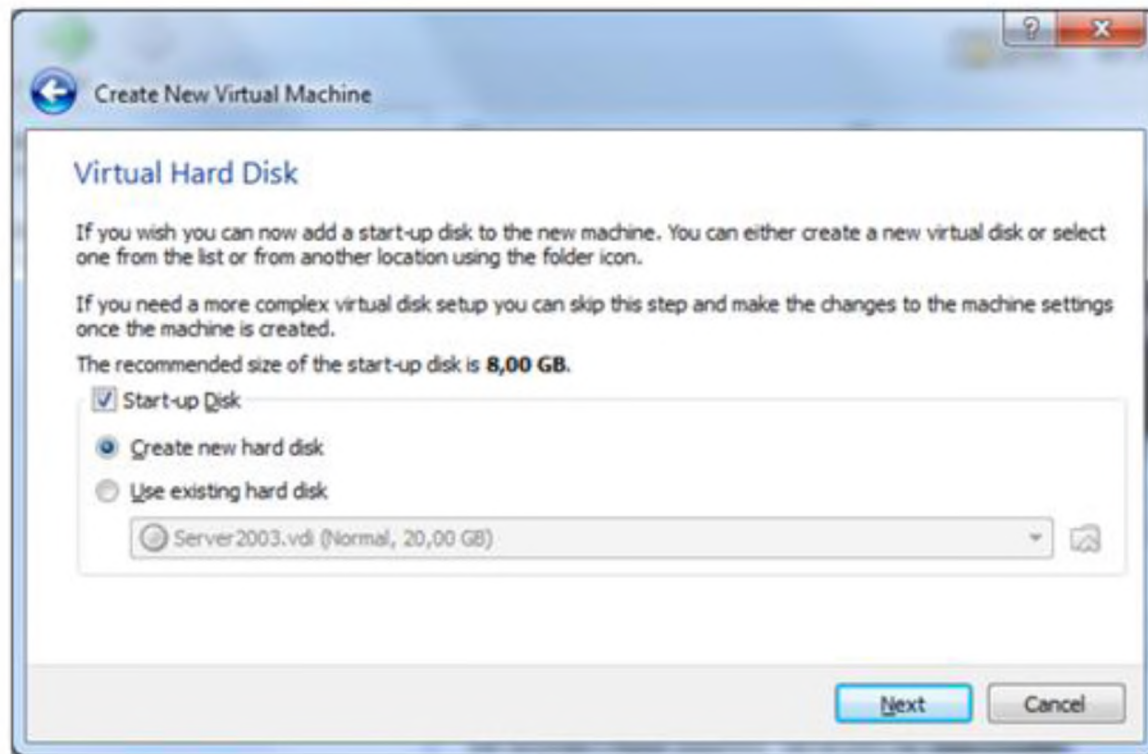 Create New Virtual Machine
Virtual Hard Disk
If you wish you can now add a start-up disk to the new machine. You can either create a new virtual disk or select
one from the list or from another location using the folder icon.
If you need a more complex virtual disk setup you can skip this step and make the changes to the machine settings
once the machine is created.
The recommended size of the start-up disk is 8,00 GB.
Start-up Disk
Create new hard disk
Use existing hard disk
Server2003.vdi (Normal, 20,00 GB)
Next Cancel